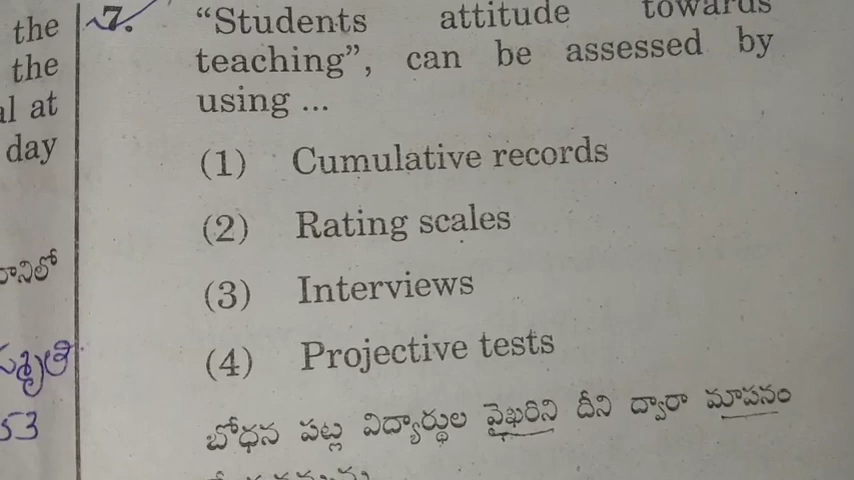 the
the
al at
day
53
7. "Students attitude towards
teaching", can be assessed by
using ...
(1) Cumulative records
(2) Rating scales
(3) Interviews
(4) Projective tests
బోధన పట్ల విద్యార్థుల వైఖరిని దీని ద్వారా మాపనం